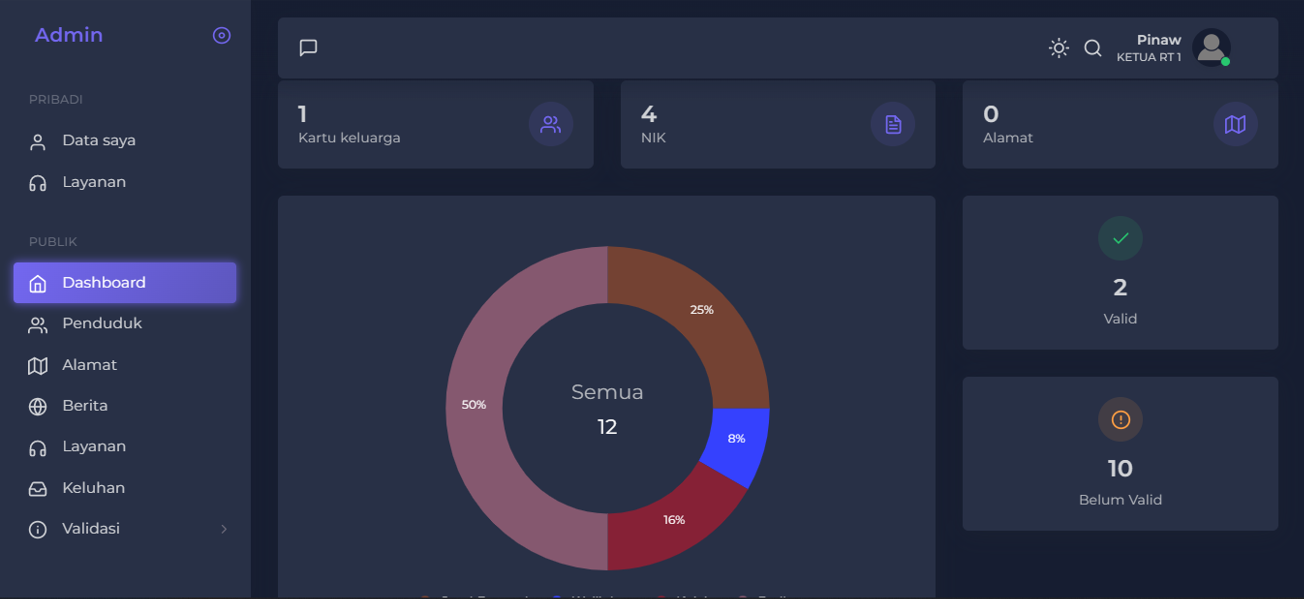 Admin
PRIBADI
Data saya
Layanan
PUBLIK
Dashboard
Penduduk
Alamat
Berita
Layanan
Keluhan
Validasi
Pinaw
KETUA RT 1
1
Kartu keluarga
4
NIK
0
Alamat
25%
50%
8%
16%
Semua
12
2
Valid
10
Belum Valid